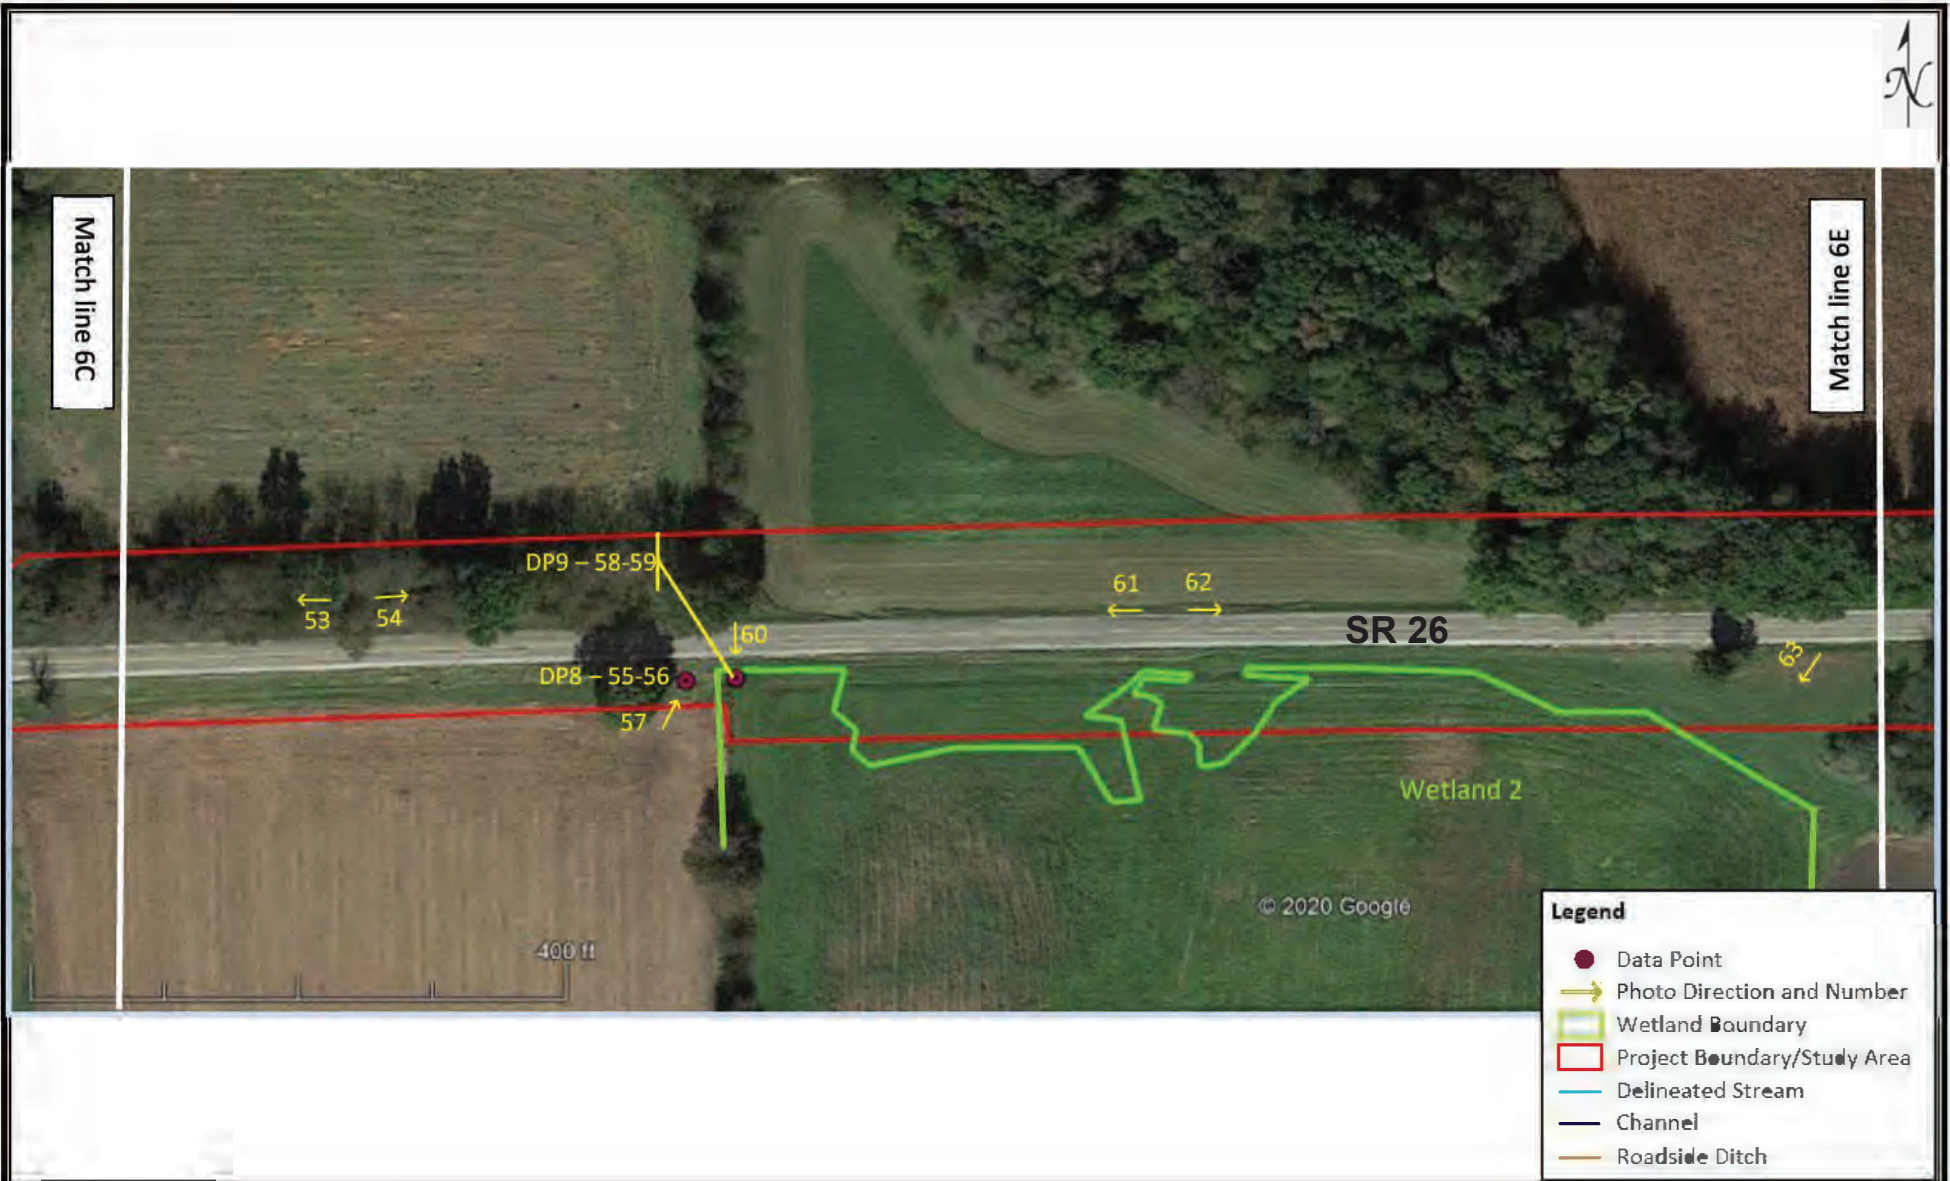 N
Match line 6C
Match line 6E
DP9 – 58-59
61
62
53
54
60
SR 26
63
DP8 – 55-56
57
Wetland 2
© 2020 Google
400 ft
Legend
Data Point
Photo Direction and Number
Wetland Boundary
Project Boundary/Study Area
Delineated Stream
Channel
Roadside Ditch